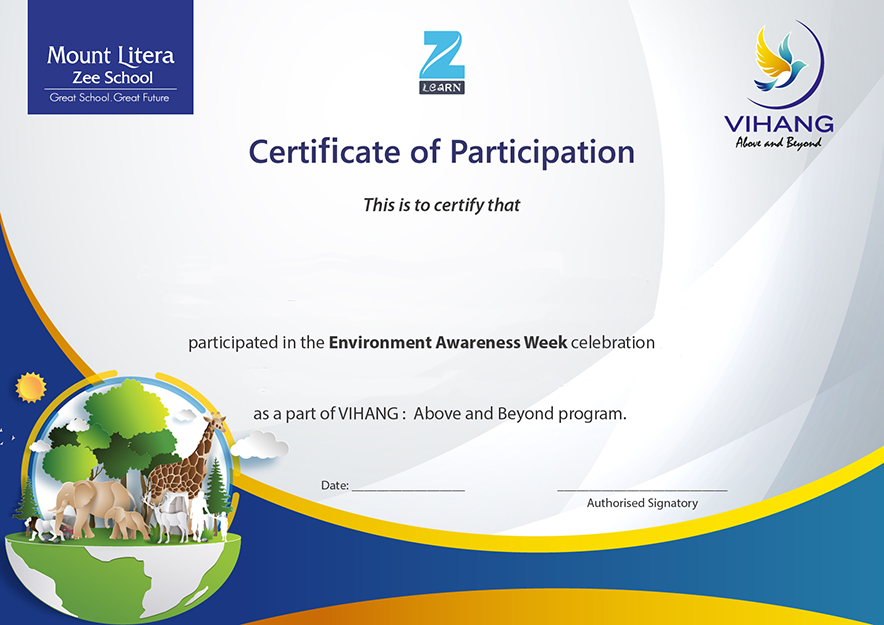 Mount Litera
Zee School
Great School. Great Future
Z
LEARN
VIHANG
Above and Beyond
Certificate of Participation
This is to certify that
participated in the Environment Awareness Week celebration
as a part of VIHANG : Above and Beyond program.
Date: ___________________
Authorised Signatory